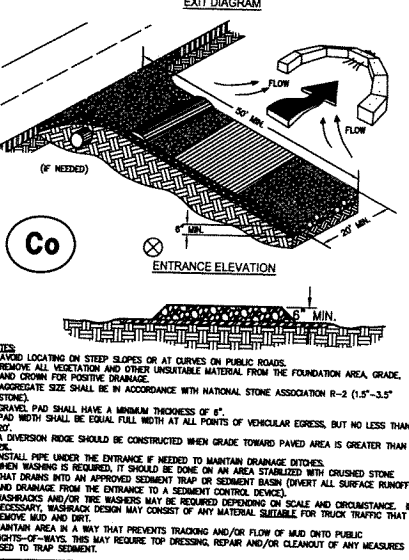 EXIT DIAGRAM
FLOW
50' MIN.
FLOW
(IF NEEDED)
6" MIN.
20' MIN.
Co
ENTRANCE ELEVATION
6" MIN.
AVOID LOCATING ON STEEP SLOPES OR AT CURVES ON PUBLIC ROADS.
REMOVE ALL VEGETATION AND OTHER UNSUITABLE MATERIAL FROM THE FOUNDATION AREA, GRADE,
AND CROWN FOR POSITIVE DRAINAGE.
AGGREGATE SIZE SHALL BE IN ACCORDANCE WITH NATIONAL STONE ASSOCIATION R-2 (1.5"-3.5"
STONE).
GRAVEL PAD SHALL HAVE A MINIMUM THICKNESS OF 6".
PAD WIDTH SHALL BE EQUAL FULL WIDTH AT ALL POINTS OF VEHICULAR EGRESS, BUT NO LESS THAN
20'.
A DIVERSION RIDGE SHOULD BE CONSTRUCTED WHEN GRADE TOWARD PAVED AREA IS GREATER THAN
2%.
INSTALL PIPE UNDER THE ENTRANCE IF NEEDED TO MAINTAIN DRAINAGE DITCHES.
WHEN WASHING IS REQUIRED, IT SHOULD BE DONE ON AN AREA STABILIZED WITH CRUSHED STONE
THAT DRAINS INTO AN APPROVED SEDIMENT TRAP OR SEDIMENT BASIN (DIVERT ALL SURFACE RUNOFF
AND DRAINAGE FROM THE ENTRANCE TO A SEDIMENT CONTROL DEVICE).
WASHRACKS AND/OR TIRE WASHERS MAY BE REQUIRED DEPENDING ON SCALE AND CIRCUMSTANCE.
NECESSARY, WASHRACK DESIGN MAY CONSIST OF ANY MATERIAL SUITABLE FOR TRUCK TRAFFIC THAT
REMOVE MUD AND DIRT.
MAINTAIN AREA IN A WAY THAT PREVENTS TRACKING AND/OR FLOW OF MUD ONTO PUBLIC
RIGHTS-OF-WAYS. THIS MAY REQUIRE TOP DRESSING, REPAIR AND/OR CLEANOUT OF ANY MEASURES
USED TO TRAP SEDIMENT.